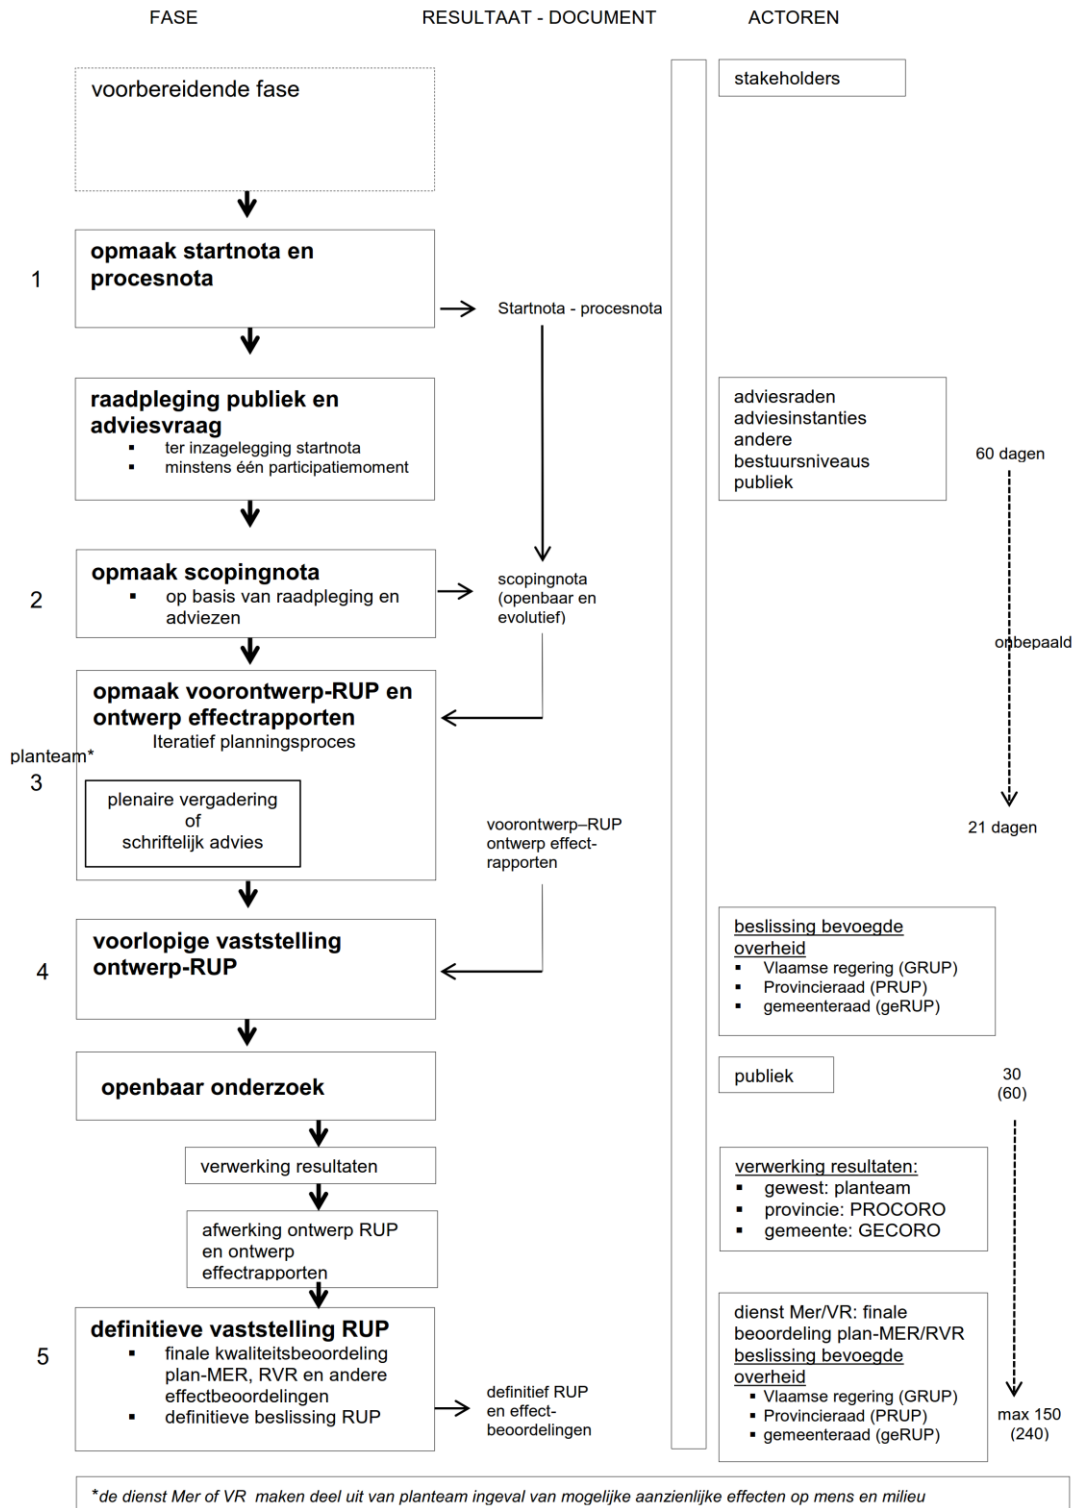 FASE
RESULTAAT - DOCUMENT
ACTOREN
voorbereidende fase
stakeholders
1
opmaak startnota en
procesnota
Startnota - procesnota
raadpleging publiek en
adviesvraag
▪ ter inzagelegging startnota
▪ minstens één participatiemoment
adviesraden
adviesinstanties
andere
bestuursniveaus
publiek
60 dagen
2
opmaak scopingnota
▪ op basis van raadpleging en
adviezen
scopingnota
(openbaar en
evolutief)
onbepaald
opmaak voorontwerp-RUP en
ontwerp effectrapporten
Iteratief planningsproces
planteam*
3
plenaire vergadering
of
schriftelijk advies
voorontwerp–RUP
ontwerp effect-
rapporten
21 dagen
4
voorlopige vaststelling
ontwerp-RUP
beslissing bevoegde
overheid
▪ Vlaamse regering (GRUP)
▪ Provincieraad (PRUP)
▪ gemeenteraad (geRUP)
openbaar onderzoek
publiek
30
(60)
verwerking resultaten
verwerking resultaten:
▪ gewest: planteam
▪ provincie: PROCORO
▪ gemeente: GECORO
afwerking ontwerp RUP
en ontwerp
effectrapporten
5
definitieve vaststelling RUP
▪ finale kwaliteitsbeoordeling
plan-MER, RVR en andere
effectbeoordelingen
▪ definitieve beslissing RUP
definitief RUP
en effect-
beoordelingen
dienst Mer/VR: finale
beoordeling plan-MER/RVR
beslissing bevoegde
overheid
▪ Vlaamse regering (GRUP)
▪ Provincieraad (PRUP)
▪ gemeenteraad (geRUP)
max 150
(240)
*de dienst Mer of VR maken deel uit van planteam ingeval van mogelijke aanzienlijke effecten op mens en milieu